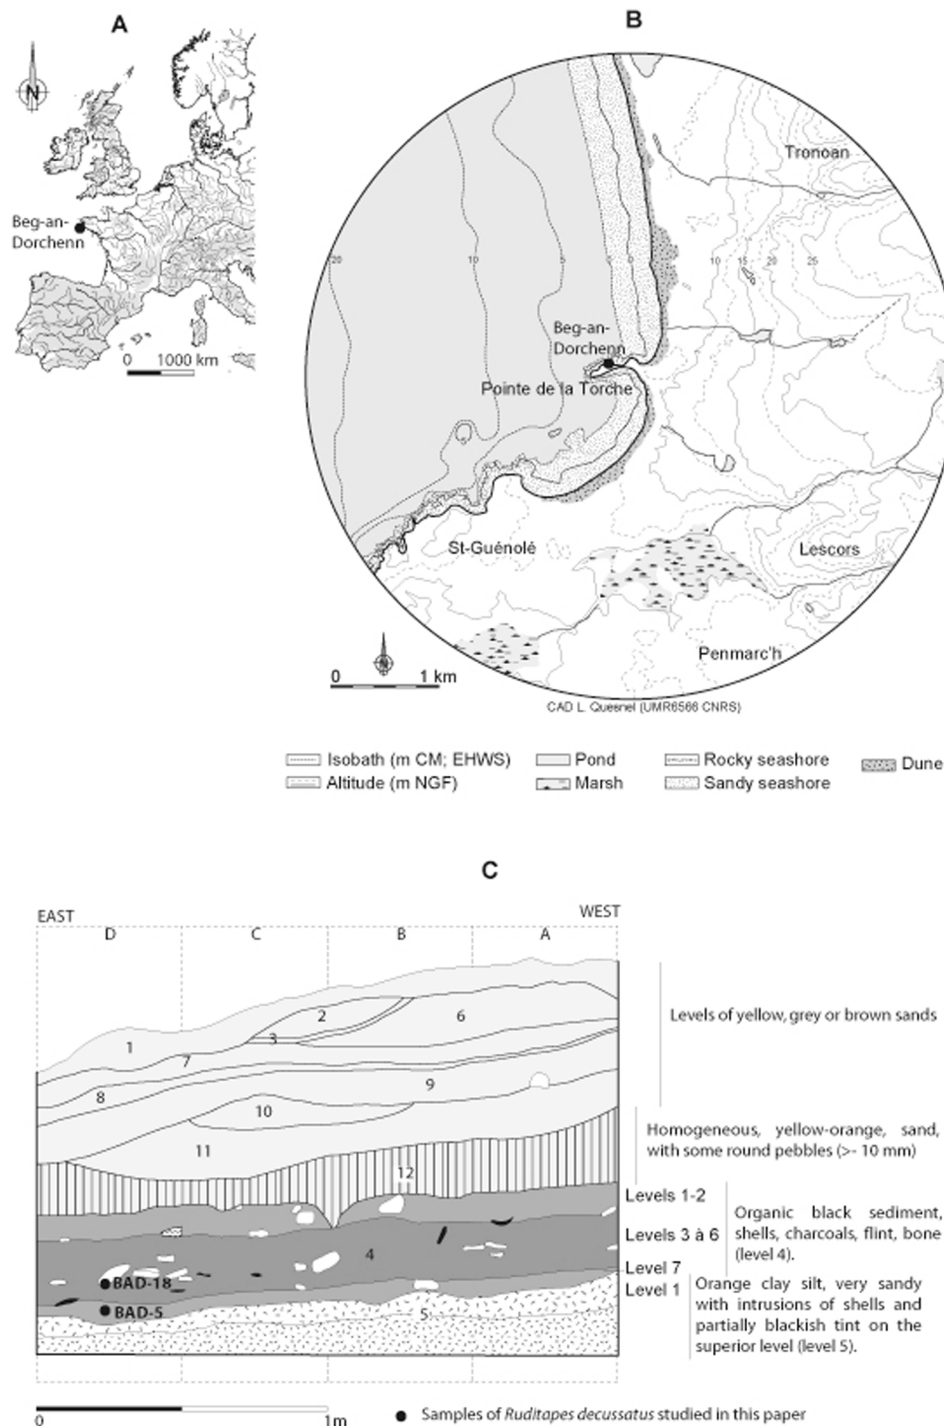 A
N
Beg-an-
Dorchenn
0 1000 km
B
Tronoan
20
10
5
0
10 15 20 25
Beg-an-
Dorchenn
Pointe de la Torche
St-Guénolé
Lescors
Penmarc'h
N
0 1 km
CAD L. Quesnel (UMR6566 CNRS)
Isobath (m CM; EHWS)
Pond
Rocky seashore
Dune
Altitude (m NGF)
Marsh
Sandy seashore
C
EAST
WEST
D C B A
1
2
3
6
7
8
9
10
11
12
4
5
BAD-18
BAD-5
Levels of yellow, grey or brown sands
Homogeneous, yellow-orange, sand,
with some round pebbles (>- 10 mm)
Levels 1-2
Levels 3 à 6
Level 7
Level 1
Organic black sediment,
shells, charcoals, flint, bone
(level 4).
Orange clay silt, very sandy
with intrusions of shells and
partially blackish tint on the
superior level (level 5).
0 1m
Samples of Ruditapes decussatus studied in this paper